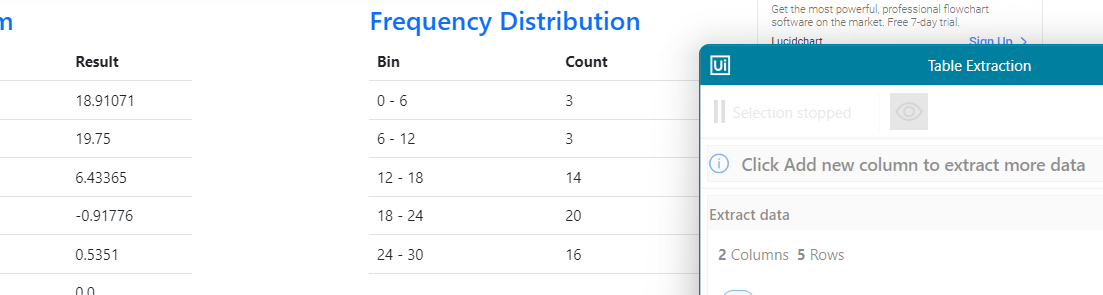 m
Result
18.91071
19.75
6.43365
-0.91776
0.5351
0.0
Frequency Distribution
Bin Count
0 - 6 3
6 - 12 3
12 - 18 14
18 - 24 20
24 - 30 16
Get the most powerful, professional flowchart
software on the market. Free 7-day trial.
Lucidchart Sign Up >
Ui Table Extraction
Selection stopped
Click Add new column to extract more data
Extract data
2 Columns 5 Rows